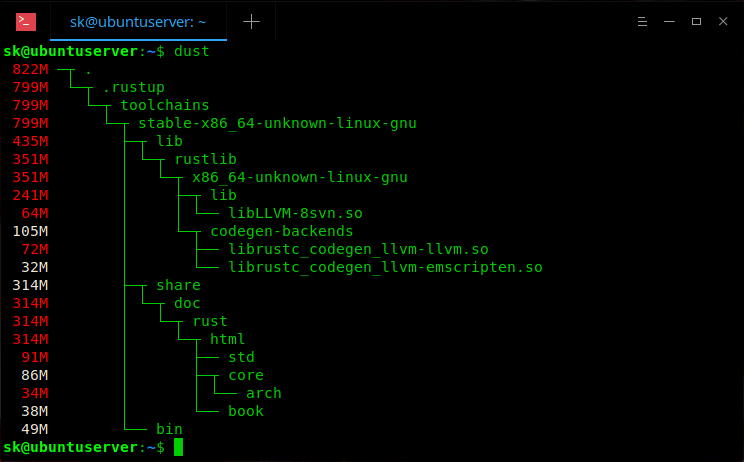 sk@ubuntuserver: ~
sk@ubuntuserver:~$ dust
822M ─┬ .
799M  └─┬ .rustup
799M    └─┬ toolchains
799M      └─┬ stable-x86_64-unknown-linux-gnu
435M        ├─┬ lib
351M        │ └─┬ rustlib
351M        │   └─┬ x86_64-unknown-linux-gnu
241M        │     ├─┬ lib
64M        │     │ └── libLLVM-8svn.so
105M        │     └─┬ codegen-backends
72M        │       ├── librustc_codegen_llvm-llvm.so
32M        │       └── librustc_codegen_llvm-emscripten.so
314M        ├─┬ share
314M        │ └─┬ doc
314M        │   └─┬ rust
314M        │     └─┬ html
91M        │       ├── std
86M        │       ├─┬ core
34M        │       │ └── arch
38M        │       └── book
49M        └── bin
sk@ubuntuserver:~$